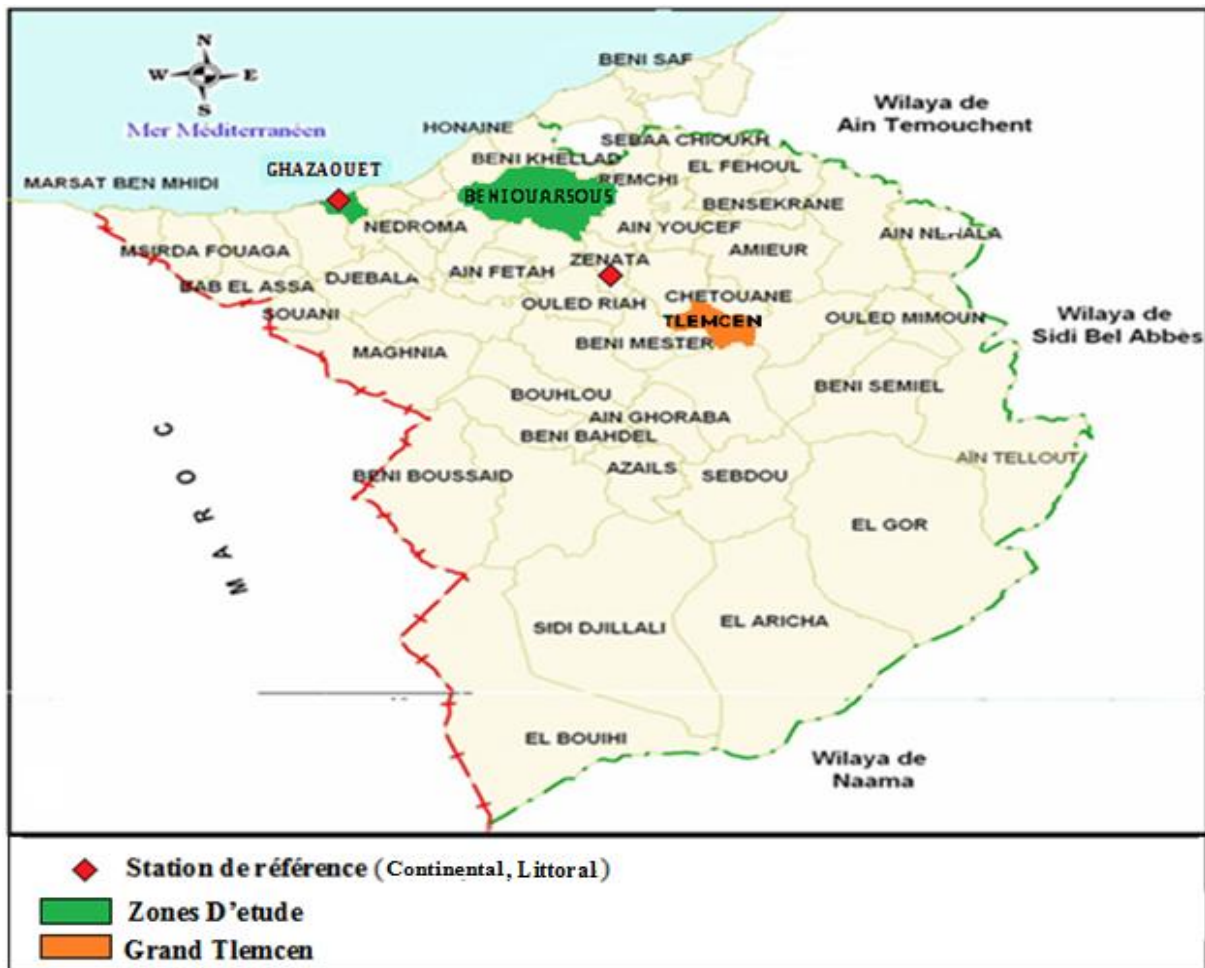 N
W E
S
Mer Méditerranéen
BENI SAF
Wilaya de
Ain Temouchent
HONAINE
SEBAA CHIOUKH
BENI KHELLAD
EL FEHOUL
GHAZAOUET
REMCHI
MARSAT BEN MHIDI
BENIOUARSOUS
BENSEKRANE
NEDROMA
AIN YOUCEF
AIN NEHALA
MSIRDA FOUAGA
ZENATA
AMIEUR
DJEBALA
AIN FETAH
BAB EL ASSA
CHETOUANE
OULED RIAH
SOUANI
TLEMCEN
OULED MIMOUN
Wilaya de
Sidi Bel Abbès
BENI MESTER
MAGHNIA
BENI SEMIEL
BOUHLOU
AIN GHORABA
BENI BAHDEL
MAROC
AÏN TELLOUT
BENI BOUSSAID
AZAILS
SEBDOU
EL GOR
SIDI DJILLALI
EL ARICHA
EL BOUIHI
Wilaya de
Naama
Station de référence (Continental, Littoral)
Zones D’etude
Grand Tlemcen